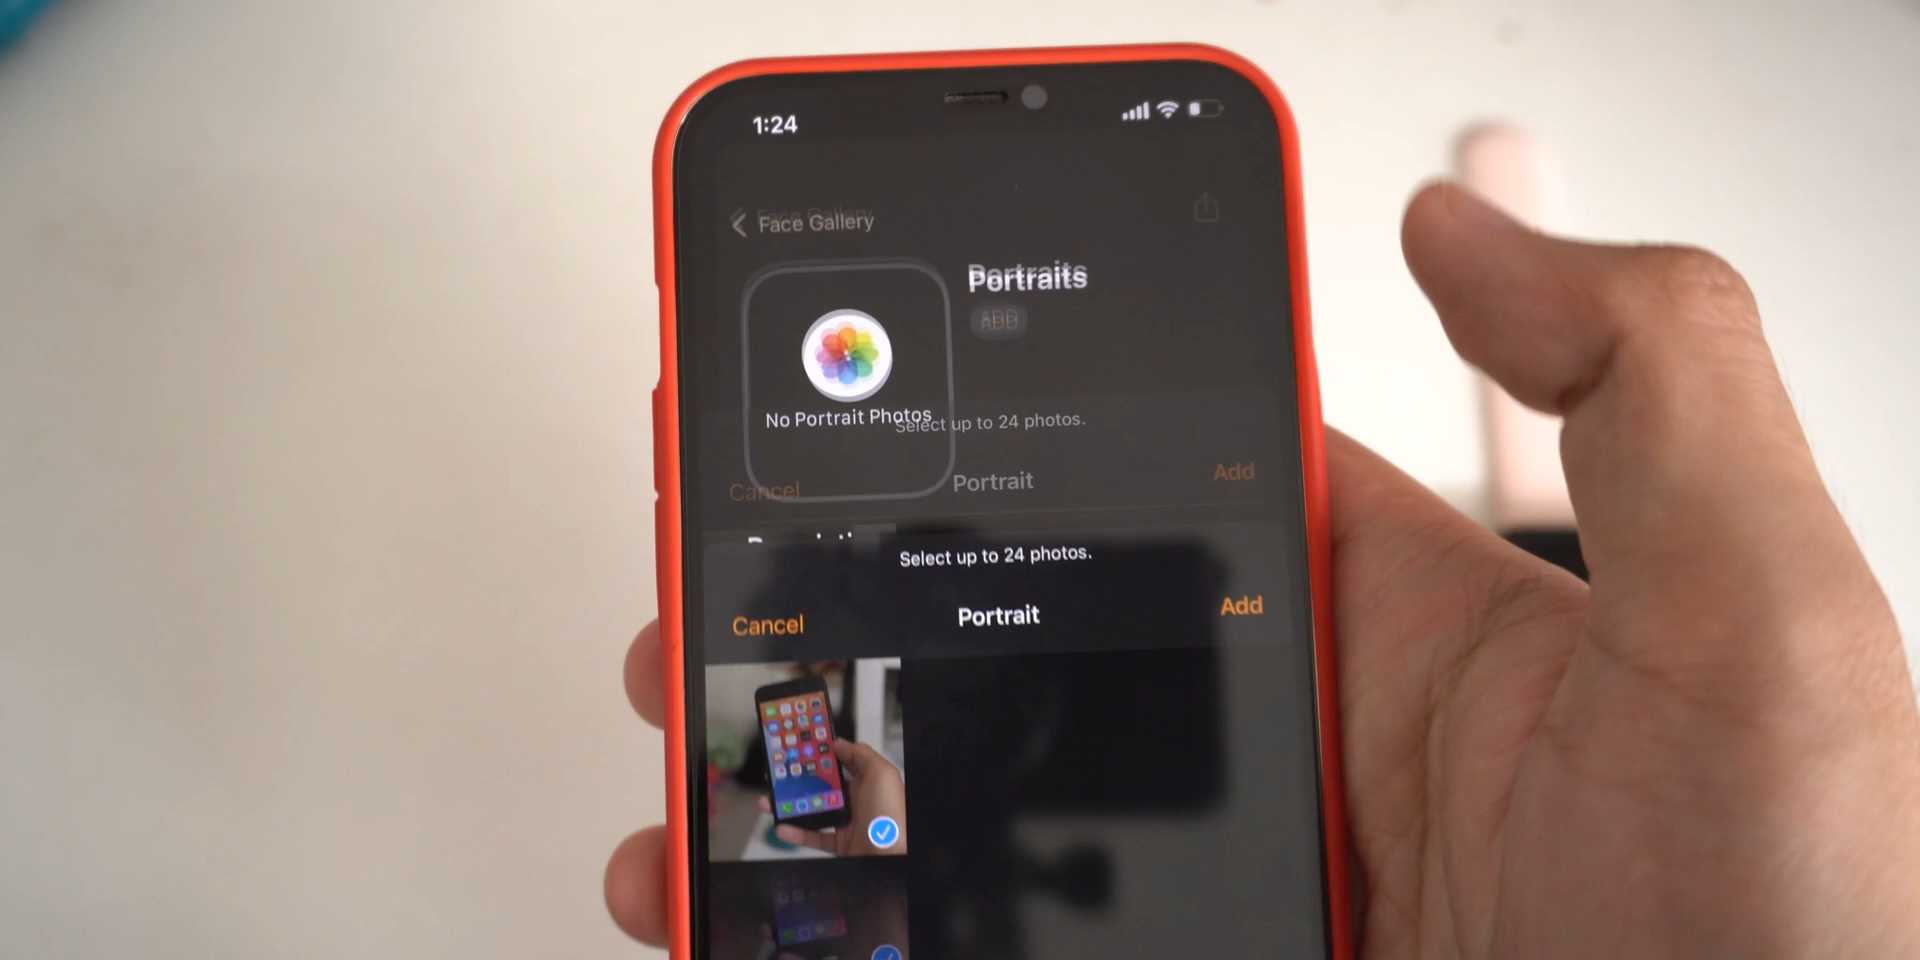 1:24
Face Gallery
Portraits
ADD
No Portrait Photos
Select up to 24 photos.
Cancel
Portrait
Add
Select up to 24 photos.
Cancel
Portrait
Add